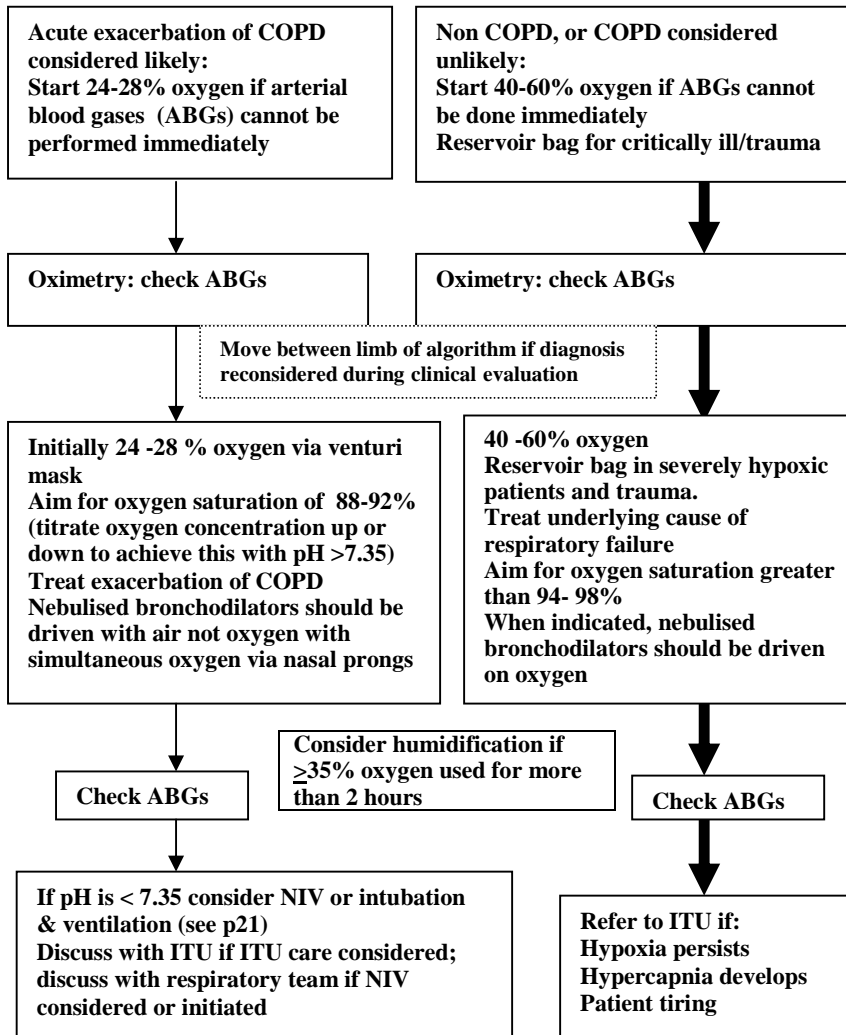 Acute exacerbation of COPD
considered likely:
Start 24-28% oxygen if arterial
blood gases  (ABGs) cannot be
performed immediately
Non COPD, or COPD considered
unlikely:
Start 40-60% oxygen if ABGs cannot
be done immediately
Reservoir bag for critically ill/trauma
Oximetry: check ABGs
Oximetry: check ABGs
Move between limb of algorithm if diagnosis
reconsidered during clinical evaluation
Initially 24 -28 % oxygen via venturi
mask
Aim for oxygen saturation of  88-92%
(titrate oxygen concentration up or
down to achieve this with pH >7.35)
Treat exacerbation of COPD
Nebulised bronchodilators should be
driven with air not oxygen with
simultaneous oxygen via nasal prongs
40 -60% oxygen
Reservoir bag in severely hypoxic
patients and trauma.
Treat underlying cause of
respiratory failure
Aim for oxygen saturation greater
than 94- 98%
When indicated, nebulised
bronchodilators should be driven
on oxygen
Consider humidification if
≥35% oxygen used for more
than 2 hours
Check ABGs
Check ABGs
If pH is < 7.35 consider NIV or intubation
& ventilation (see p21)
Discuss with ITU if ITU care considered;
discuss with respiratory team if NIV
considered or initiated
Refer to ITU if:
Hypoxia persists
Hypercapnia develops
Patient tiring